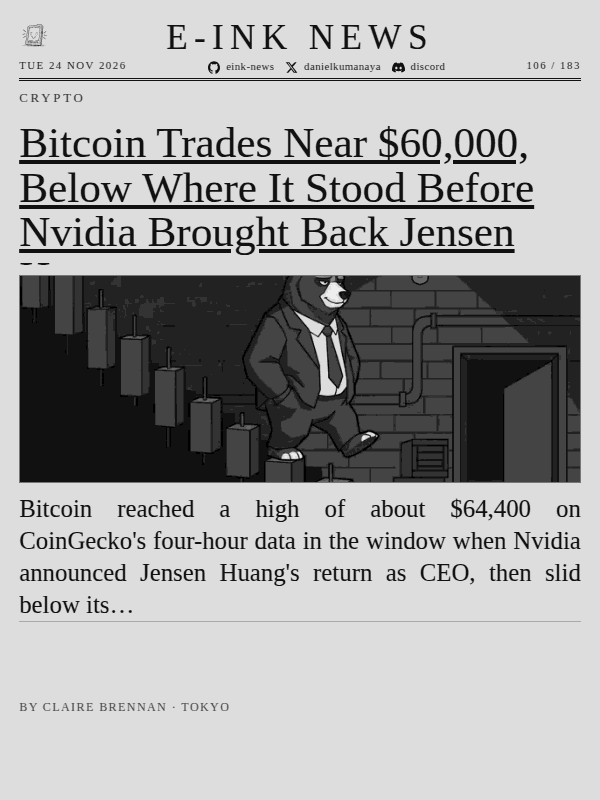 E-INK NEWS
TUE 24 NOV 2026 eink-news danielkumanaya discord 106 / 183
CRYPTO
Bitcoin Trades Near $60,000,
Below Where It Stood Before
Nvidia Brought Back Jensen
Bitcoin reached a high of about $64,400 on
CoinGecko's four-hour data in the window when Nvidia
announced Jensen Huang's return as CEO, then slid
below its…
BY CLAIRE BRENNAN · TOKYO